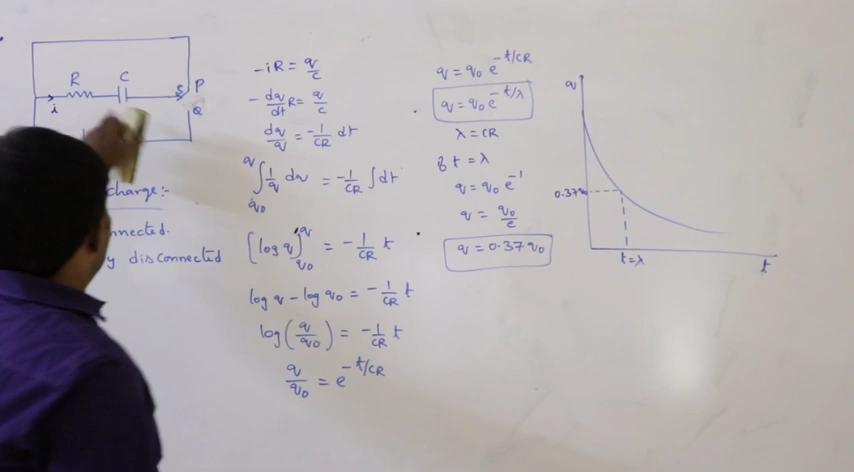 R C S P
i Q
charge:-
nnected.
y disconnected
-iR = q/c
-dq/dt R = q/c
dq/q = -1/CR dt
∫_{q0}^{q} 1/q dq = -1/CR ∫dt
[log q]_{q0}^{q} = -1/CR t
log q - log q0 = -1/CR t
log(q/q0) = -1/CR t
q/q0 = e^{-t/CR}
q = q0 e^{-t/CR}
q = q0 e^{-t/λ}
λ = CR
If t = λ
q = q0 e^{-1}
q = q0/e
q = 0.37 q0
q
0.37q0
t=λ
t